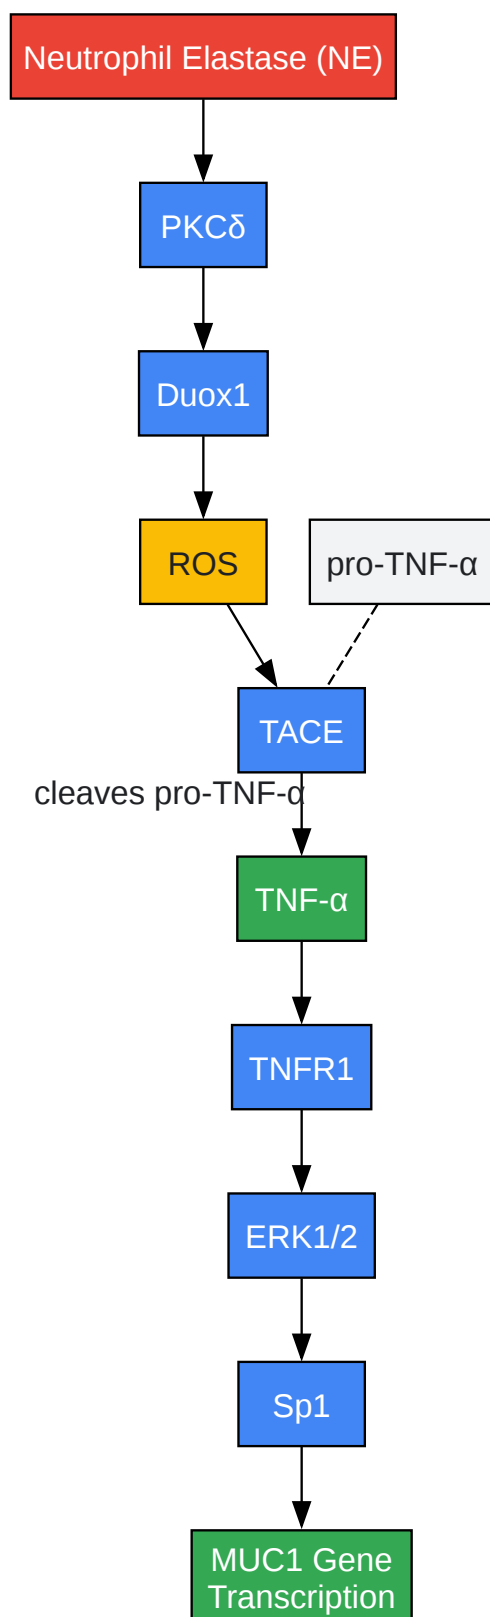 Neutrophil Elastase (NE)
PKCδ
Duox1
ROS
pro-TNF-α
TACE
cleaves pro-TNF-α
TNF-α
TNFR1
ERK1/2
Sp1
MUC1 Gene
Transcription